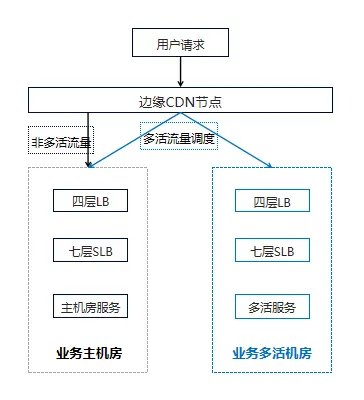 用户请求
边缘CDN节点
非多活流量
多活流量调度
四层LB
七层SLB
主机房服务
业务主机房
四层LB
七层SLB
多活服务
业务多活机房